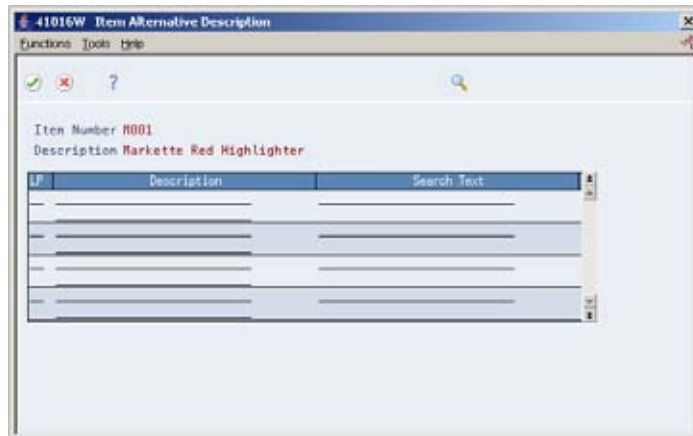 41016W Item Alternative Description
Functions Tools Help
?
Item Number M001
Description Markette Red Highlighter
LP Description Search Text